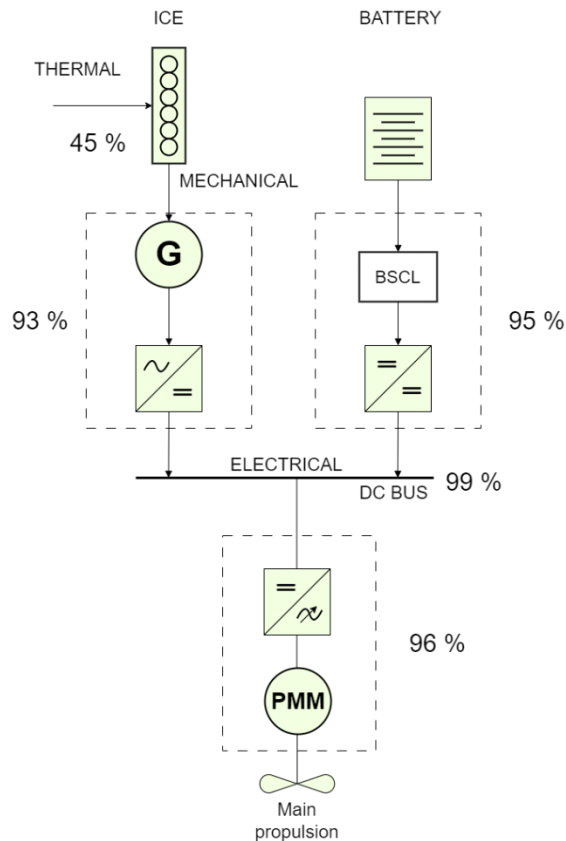 ICE
BATTERY
THERMAL
45 %
MECHANICAL
G
BSCL
93 %
95 %
ELECTRICAL
DC BUS
99 %
96 %
PMM
Main
propulsion